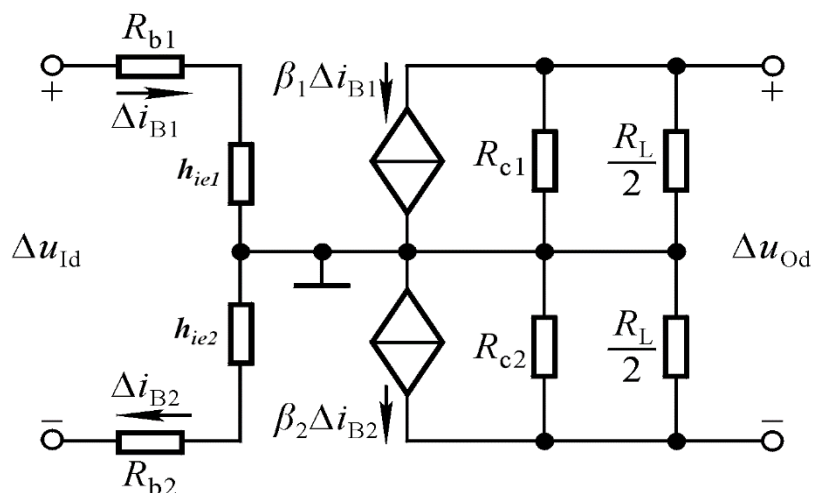 R_b1
+
Δi_B1
β_1Δi_B1
+
h_ie1
R_c1
R_L
2
Δu_Id
Δu_Od
h_ie2
R_c2
R_L
2
Δi_B2
β_2Δi_B2
−
−
R_b2